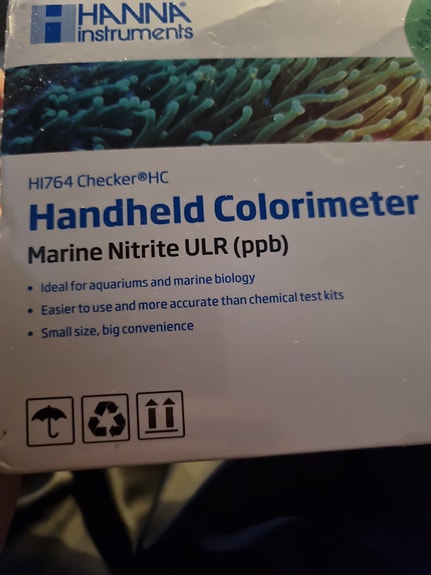 HANNA
instruments
HI764 Checker®HC
Handheld Colorimeter
Marine Nitrite ULR (ppb)
• Ideal for aquariums and marine biology
• Easier to use and more accurate than chemical test kits
• Small size, big convenience